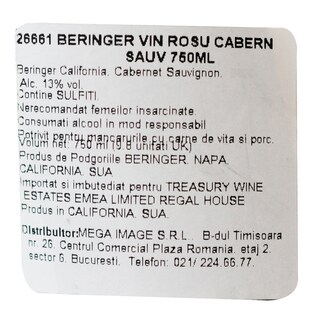 26661 BERINGER VIN ROSU CABERN
SAUV 750ML
Beringer California. Cabernet Sauvignon.
Alc. 13% vol.
Contine SULFITI.
Nerecomandat femeilor insarcinate
Consumati alcool in mod responsabil
Potrivit pentru mancarurile cu carne de vita si porc.
Volum net. 750 ml (9.8 unitati UK)
Produs de Podgoriile BERINGER. NAPA.
CALIFORNIA. SUA
Importat si imbutediat pentru TREASURY WINE
ESTATES EMEA LIMITED REGAL HOUSE
Produs in CALIFORNIA. SUA.
Distribuitor:MEGA IMAGE S.R.L. B-dul Timisoara
nr. 26. Centrul Comercial Plaza Romania. etaj 2.
sector 6. Bucuresti. Telefon: 021/ 224.66.77.